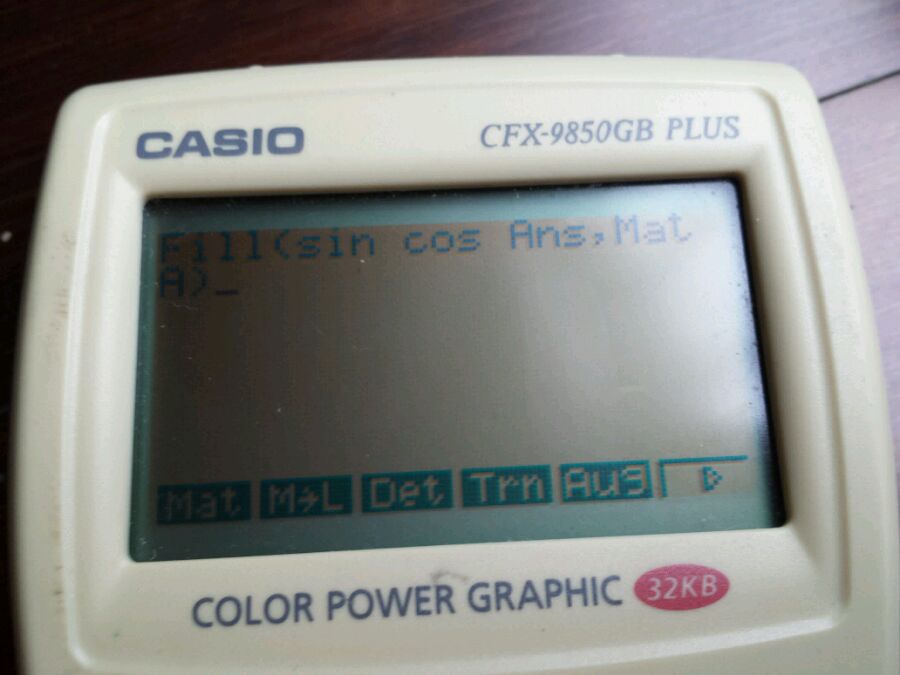 CASIO
CFX-9850GB PLUS
Fill(sin cos Ans,Mat
A)_
Mat M→L Det Trn Aug ▷
COLOR POWER GRAPHIC 32KB